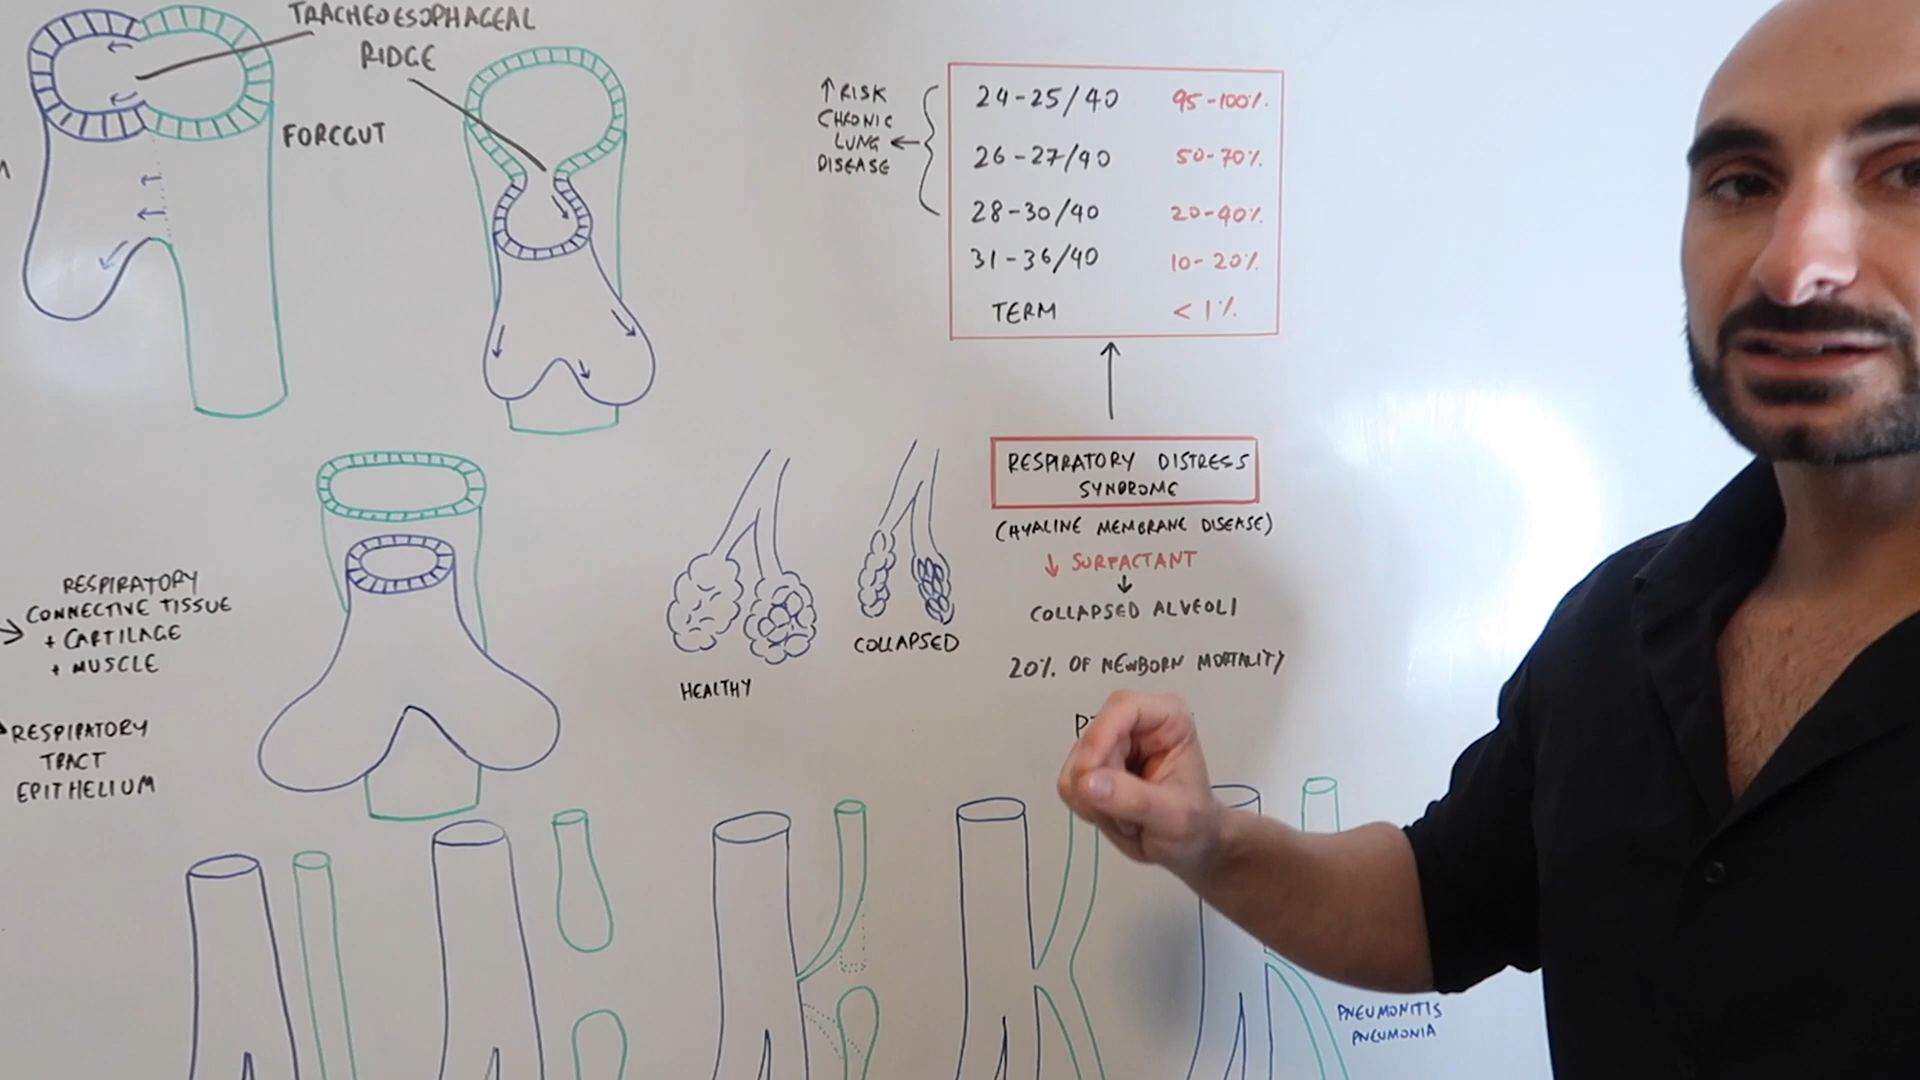 TRACHEOESOPHAGEAL
RIDGE
FOREGUT
↑ RISK
CHRONIC
LUNG ←
DISEASE
24-25/40 95-100%
26-27/40 50-70%
28-30/40 20-40%
31-36/40 10-20%
TERM < 1%
RESPIRATORY DISTRESS
SYNDROME
(HYALINE MEMBRANE DISEASE)
↓ SURFACTANT
↓
COLLAPSED ALVEOLI
20% OF NEWBORN MORTALITY
HEALTHY
COLLAPSED
RESPIRATORY
CONNECTIVE TISSUE
+ CARTILAGE
+ MUSCLE
RESPIRATORY
TRACT
EPITHELIUM
PNEUMONITIS
PNEUMONIA